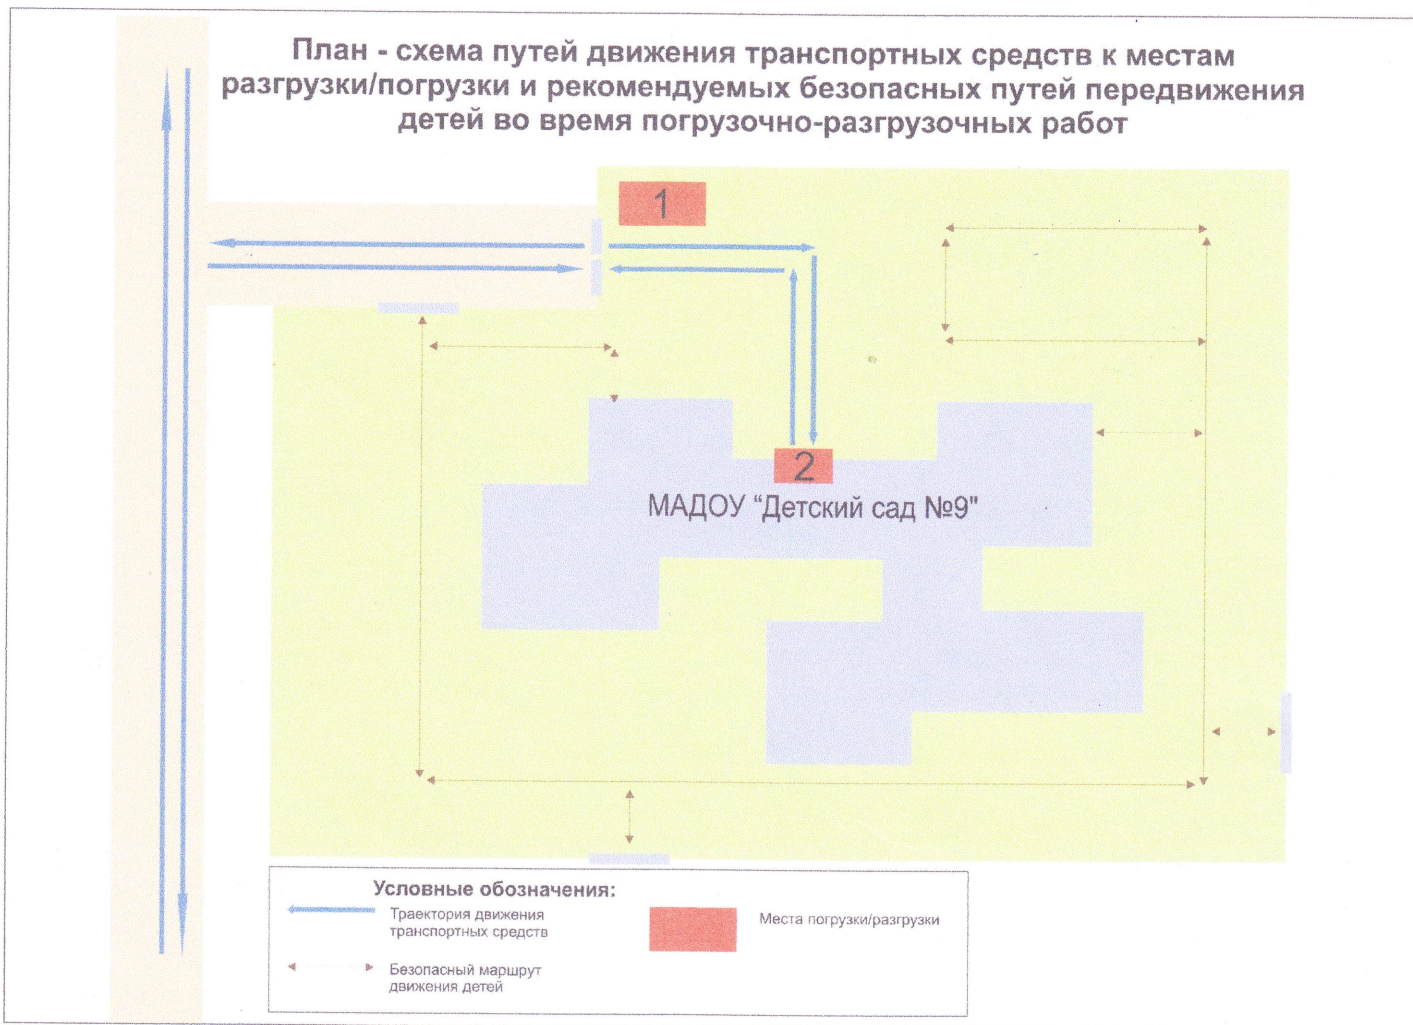 План - схема путей движения транспортных средств к местам
разгрузки/погрузки и рекомендуемых безопасных путей передвижения
детей во время погрузочно-разгрузочных работ
1
2
МАДОУ “Детский сад №9"
Условные обозначения:
Траектория движения
транспортных средств
Места погрузки/разгрузки
Безопасный маршрут
движения детей